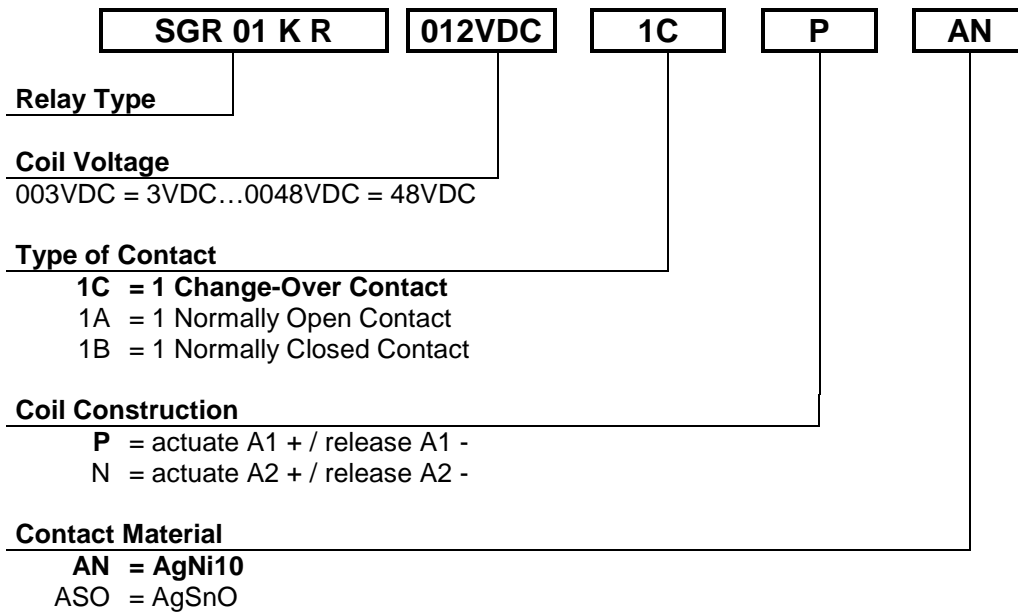 SGR 01 K R 012VDC 1C P AN
Relay Type
Coil Voltage
003VDC = 3VDC…0048VDC = 48VDC
Type of Contact
1C = 1 Change-Over Contact
1A = 1 Normally Open Contact
1B = 1 Normally Closed Contact
Coil Construction
P = actuate A1 + / release A1 -
N = actuate A2 + / release A2 -
Contact Material
AN = AgNi10
ASO = AgSnO